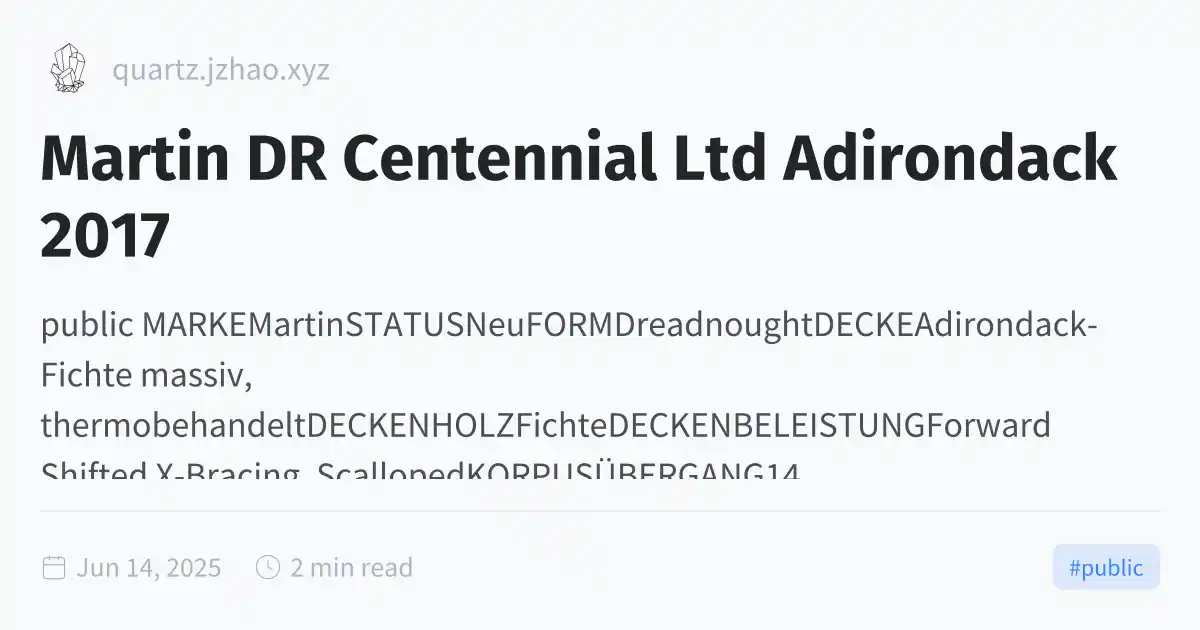 quartz.jzhao.xyz
Martin DR Centennial Ltd Adirondack
2017
public MARKEMartinSTATUSNeuFORMDreadnoughtDECKEAdirondack-
Fichte massiv,
thermobehandeltDECKENHOLZFichteDECKENBELEISTUNGForward
Shifted X-Bracing, ScallopedKORPUSÜBERGANG14
Jun 14, 2025 2 min read #public